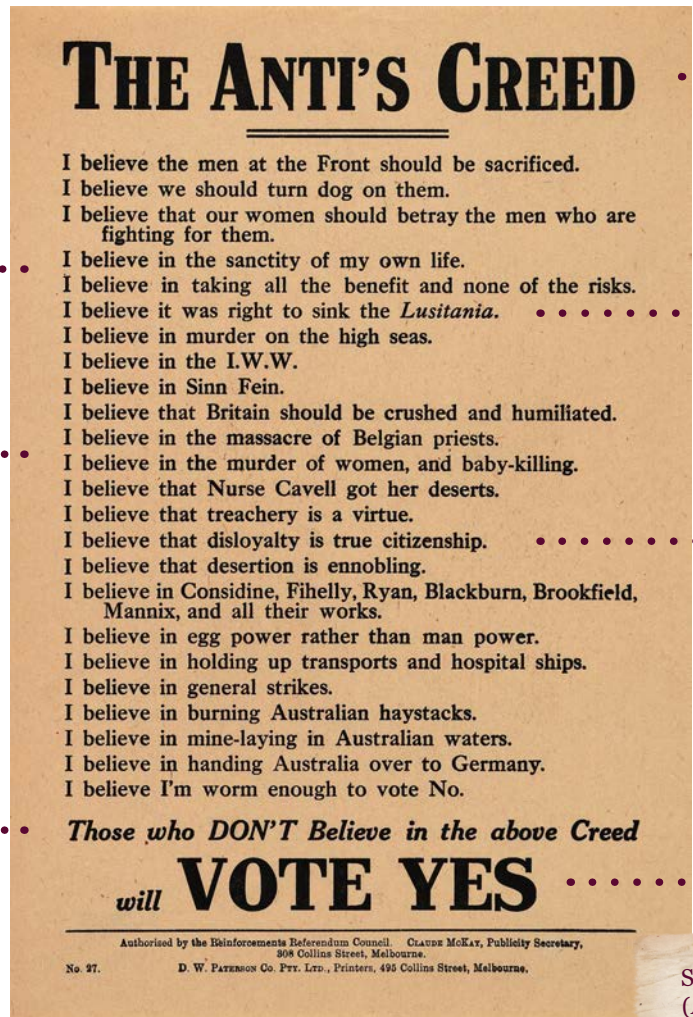 THE ANTI'S CREED
I believe the men at the Front should be sacrificed.
I believe we should turn dog on them.
I believe that our women should betray the men who are
fighting for them.
I believe in the sanctity of my own life.
I believe in taking all the benefit and none of the risks.
I believe it was right to sink the Lusitania.
I believe in murder on the high seas.
I believe in the I.W.W.
I believe in Sinn Fein.
I believe that Britain should be crushed and humiliated.
I believe in the massacre of Belgian priests.
I believe in the murder of women, and baby-killing.
I believe that Nurse Cavell got her deserts.
I believe that treachery is a virtue.
I believe that disloyalty is true citizenship.
I believe that desertion is ennobling.
I believe in Considine, Fihelly, Ryan, Blackburn, Brookfield,
Mannix, and all their works.
I believe in egg power rather than man power.
I believe in holding up transports and hospital ships.
I believe in general strikes.
I believe in burning Australian haystacks.
I believe in mine-laying in Australian waters.
I believe in handing Australia over to Germany.
I believe I'm worm enough to vote No.
Those who DON'T Believe in the above Creed
will VOTE YES
Authorised by the Reinforcements Referendum Council. CLAUDE MCKAY, Publicity Secretary,
308 Collins Street, Melbourne.
No. 27. D. W. PATERSON CO. PTY. LTD., Printers, 495 Collins Street, Melbourne.
S
(